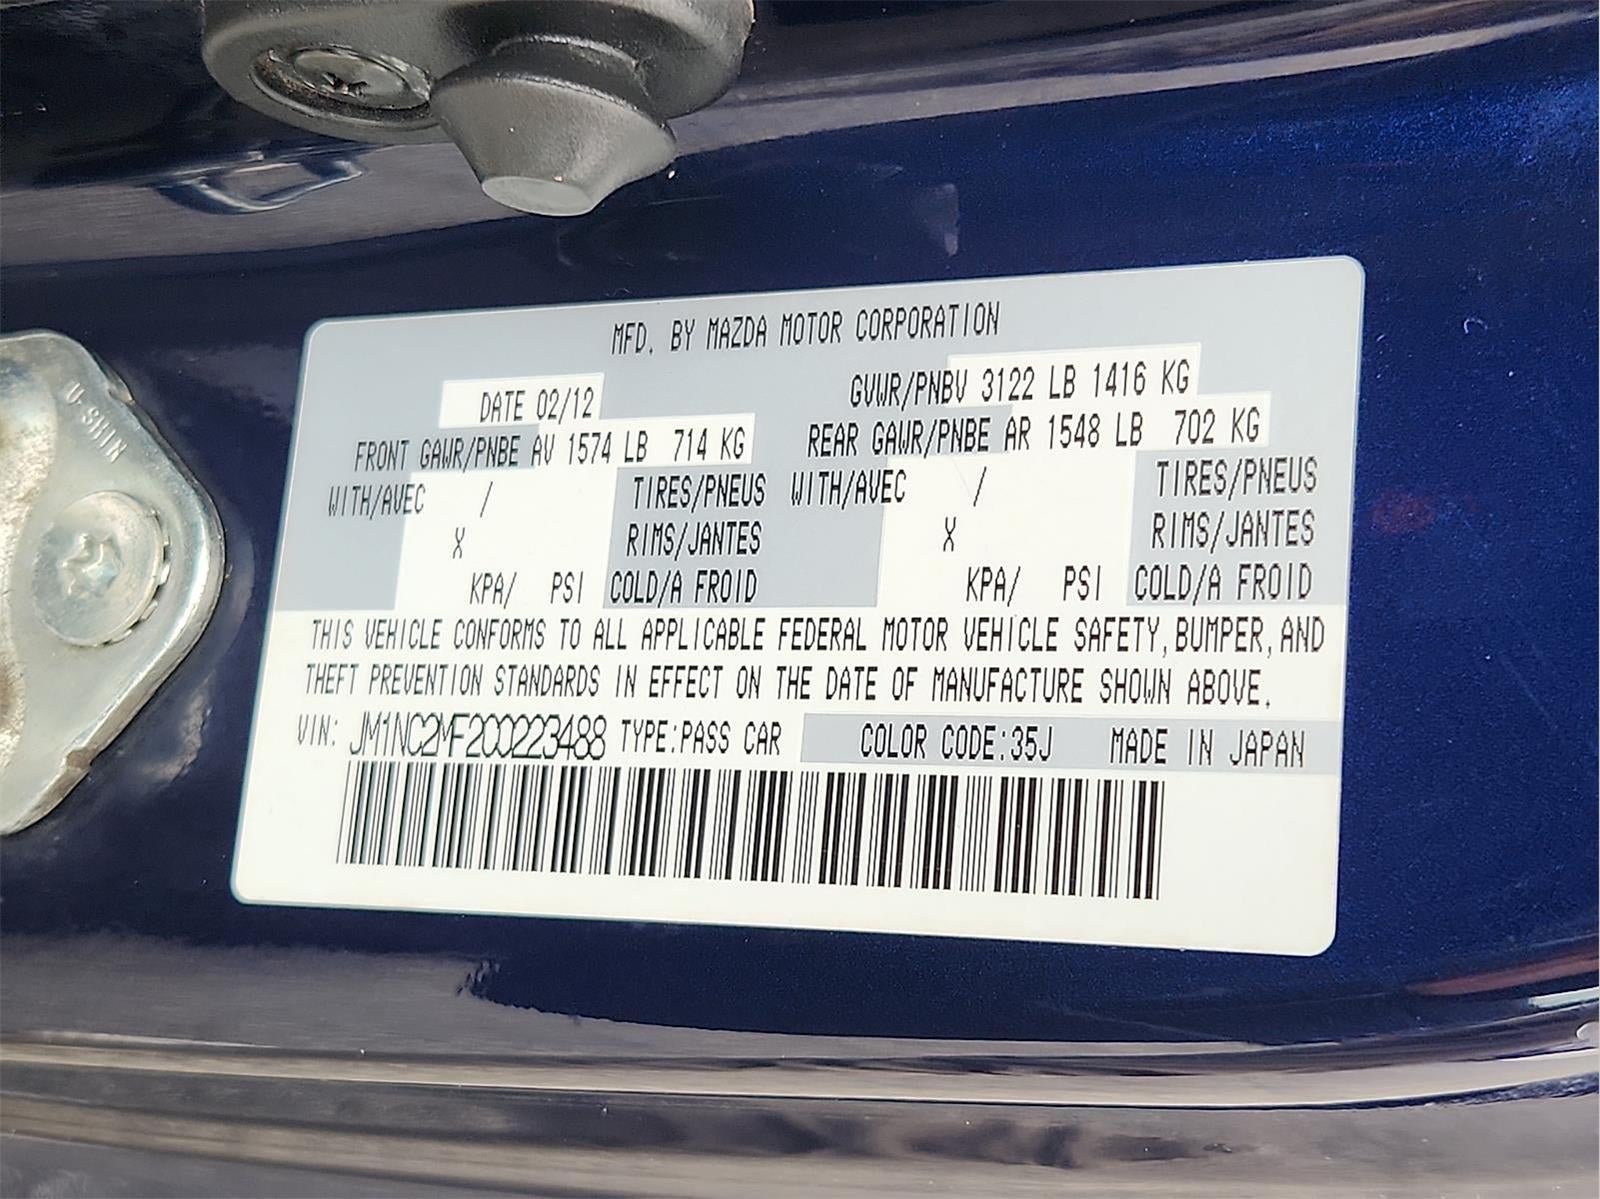 U-SHIN
MFD. BY MAZDA MOTOR CORPORATION
DATE 02/12 GVWR/PNBV 3122 LB 1416 KG
FRONT GAWR/PNBE AV 1574 LB 714 KG REAR GAWR/PNBE AR 1548 LB 702 KG
WITH/AVEC / TIRES/PNEUS WITH/AVEC / TIRES/PNEUS
X RIMS/JANTES X RIMS/JANTES
KPA/ PSI COLD/A FROID KPA/ PSI COLD/A FROID
THIS VEHICLE CONFORMS TO ALL APPLICABLE FEDERAL MOTOR VEHICLE SAFETY, BUMPER, AND
THEFT PREVENTION STANDARDS IN EFFECT ON THE DATE OF MANUFACTURE SHOWN ABOVE.
VIN: JM1NC2MF2C0223488 TYPE:PASS CAR COLOR CODE:35J MADE IN JAPAN